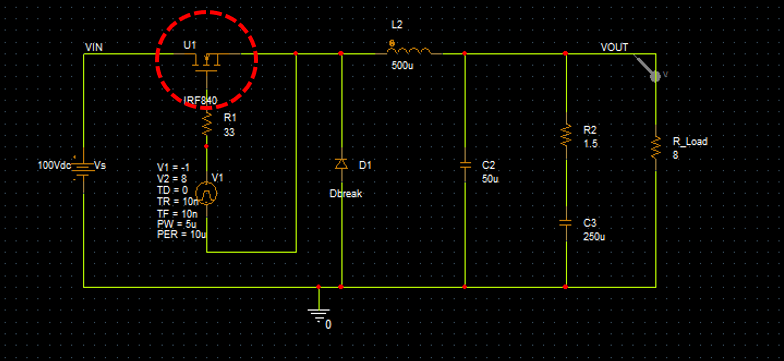 VIN
U1
IRF840
R1
33
L2
500u
VOUT
V
100Vdc
Vs
+
-
V1 = -1
V2 = 8
TD = 0
TR = 10n
TF = 10n
PW = 5u
PER = 10u
V1
D1
Dbreak
C2
50u
R2
1.5
C3
250u
R_Load
8
0